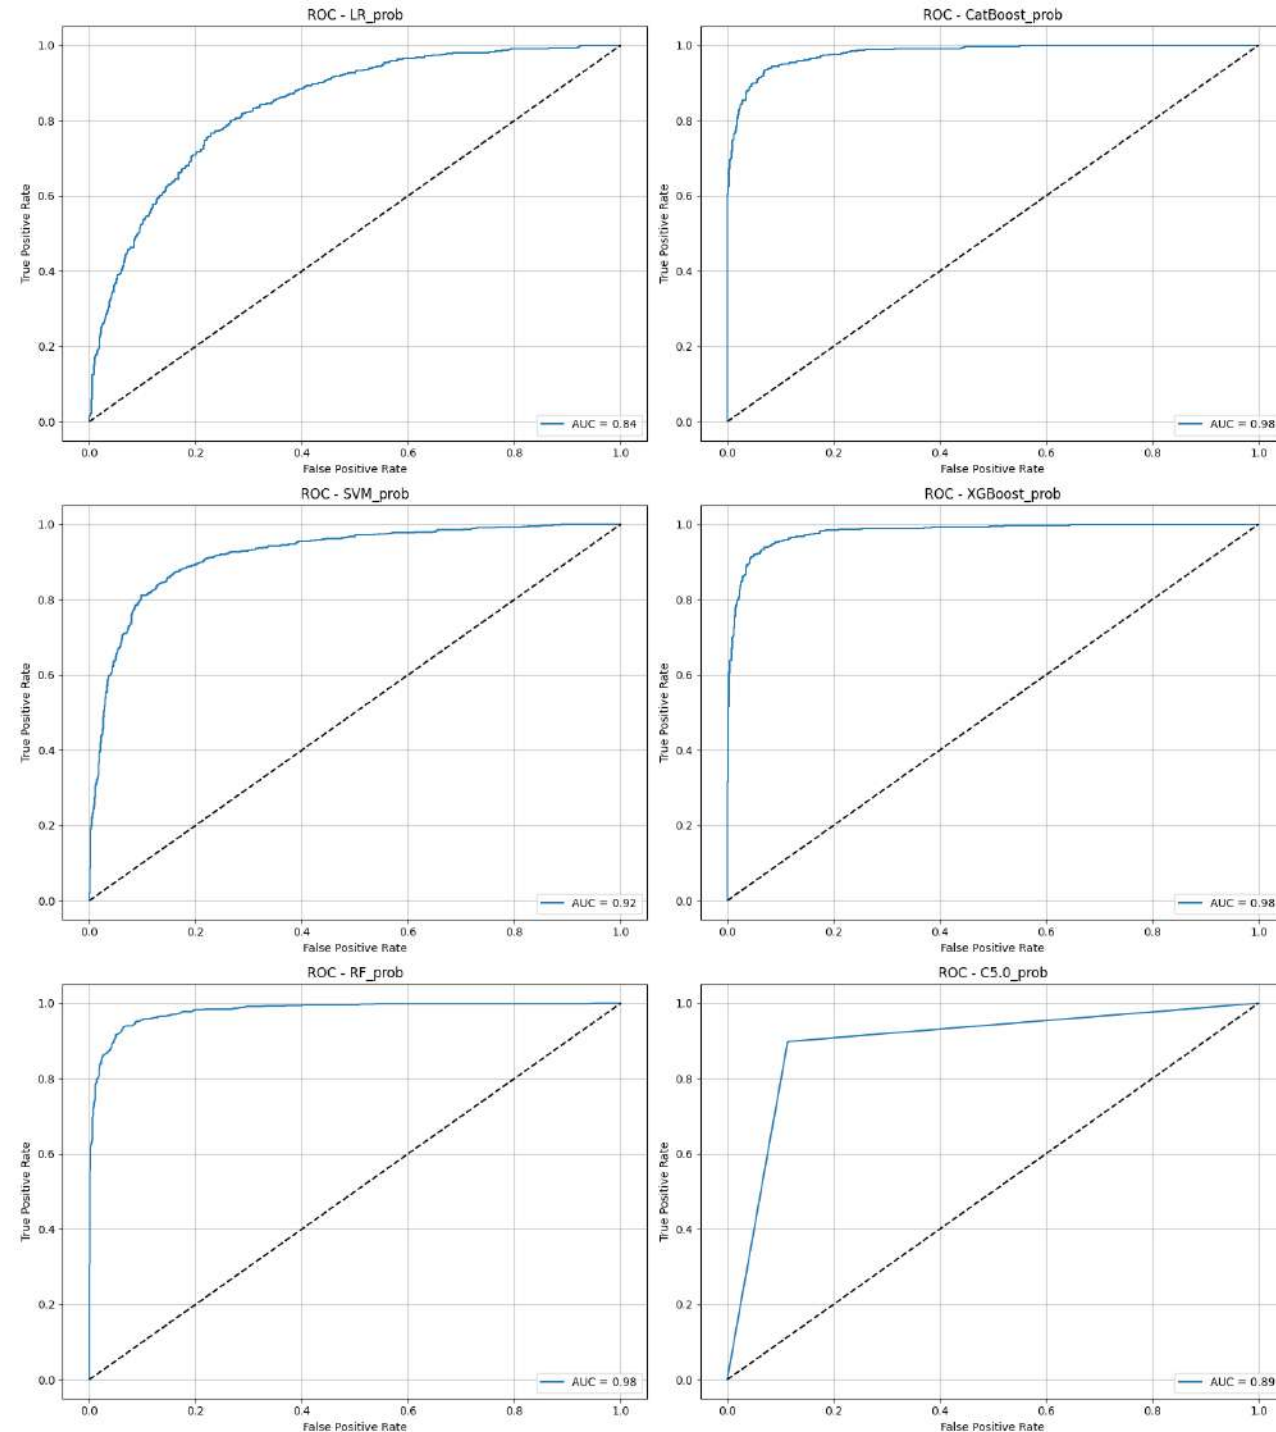 ROC - LR_prob
True Positive Rate
1.0
0.8
0.6
0.4
0.2
0.0
AUC = 0.84
0.0 0.2 0.4 0.6 0.8 1.0
False Positive Rate
ROC - CatBoost_prob
True Positive Rate
1.0
0.8
0.6
0.4
0.2
0.0
AUC = 0.98
0.0 0.2 0.4 0.6 0.8 1.0
False Positive Rate
ROC - SVM_prob
True Positive Rate
1.0
0.8
0.6
0.4
0.2
0.0
AUC = 0.92
0.0 0.2 0.4 0.6 0.8 1.0
False Positive Rate
ROC - XGBoost_prob
True Positive Rate
1.0
0.8
0.6
0.4
0.2
0.0
AUC = 0.98
0.0 0.2 0.4 0.6 0.8 1.0
False Positive Rate
ROC - RF_prob
True Positive Rate
1.0
0.8
0.6
0.4
0.2
0.0
AUC = 0.98
0.0 0.2 0.4 0.6 0.8 1.0
False Positive Rate
ROC - C5.0_prob
True Positive Rate
1.0
0.8
0.6
0.4
0.2
0.0
AUC = 0.89
0.0 0.2 0.4 0.6 0.8 1.0
False Positive Rate